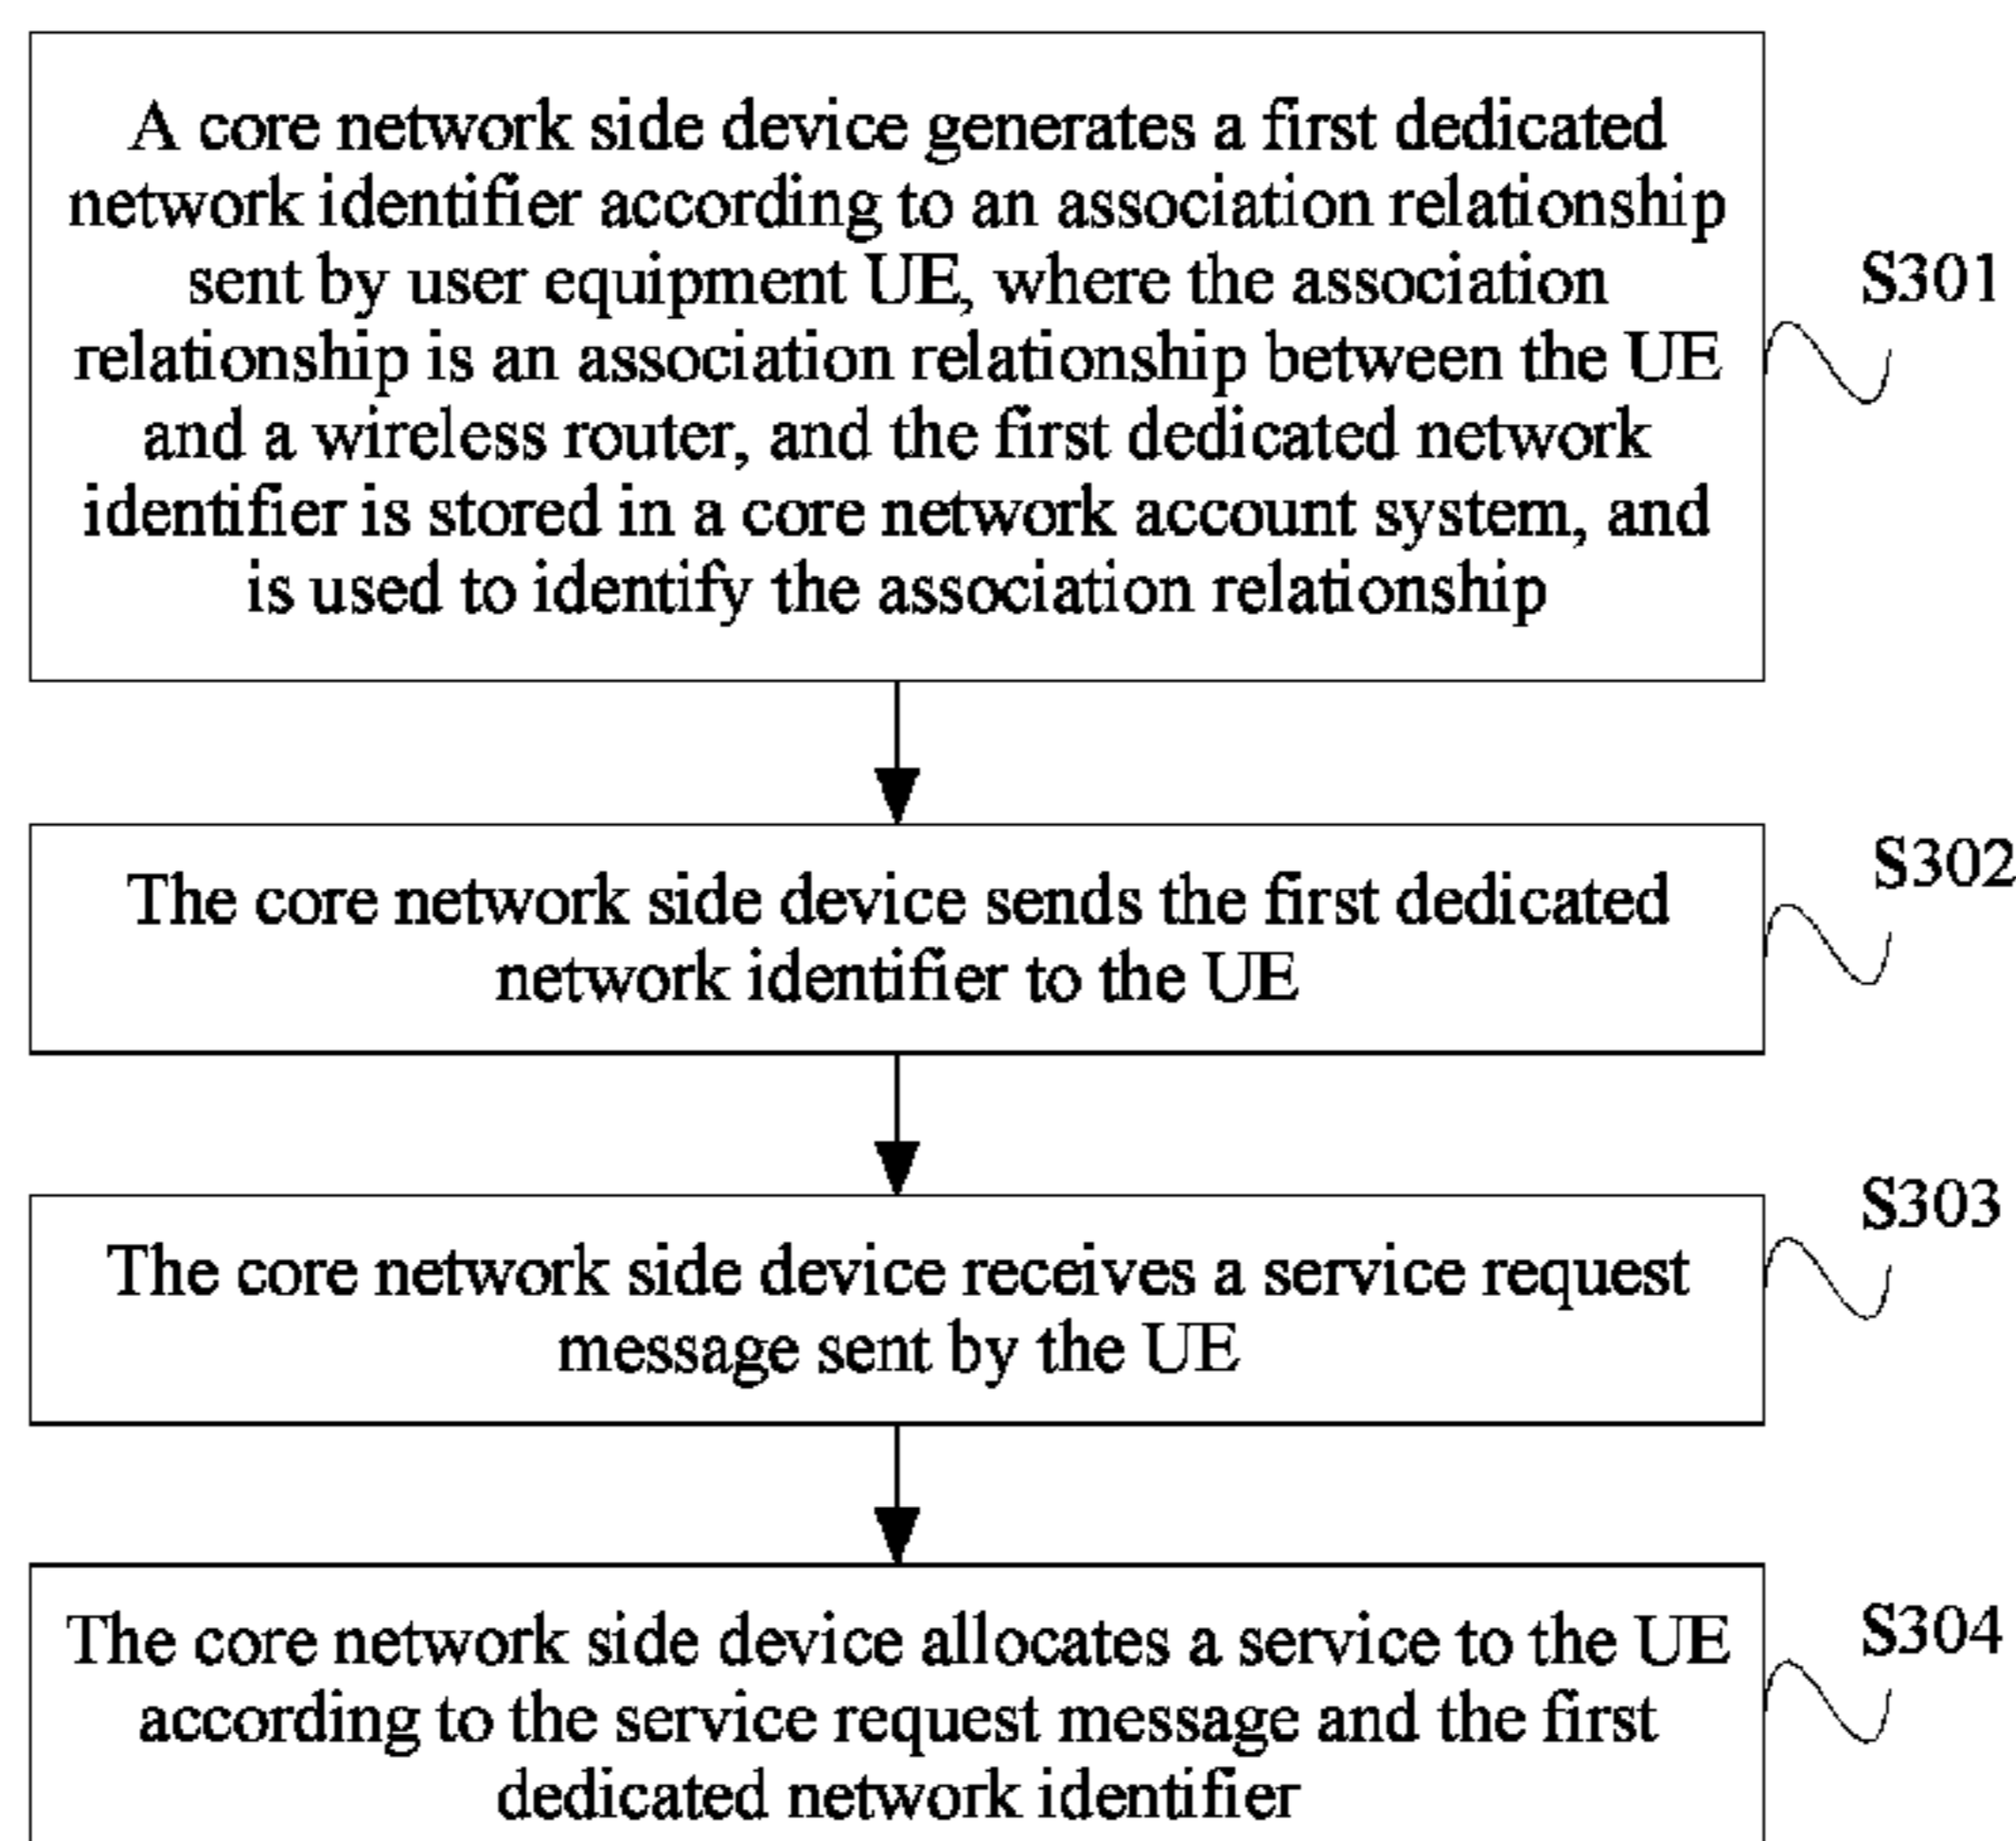 A core network side device generates a first dedicated
network identifier according to an association relationship
sent by user equipment UE, where the association
relationship is an association relationship between the UE
and a wireless router, and the first dedicated network
identifier is stored in a core network account system, and
is used to identify the association relationship
S301
The core network side device sends the first dedicated
network identifier to the UE
S302
The core network side device receives a service request
message sent by the UE
S303
The core network side device allocates a service to the UE
according to the service request message and the first
dedicated network identifier
S304